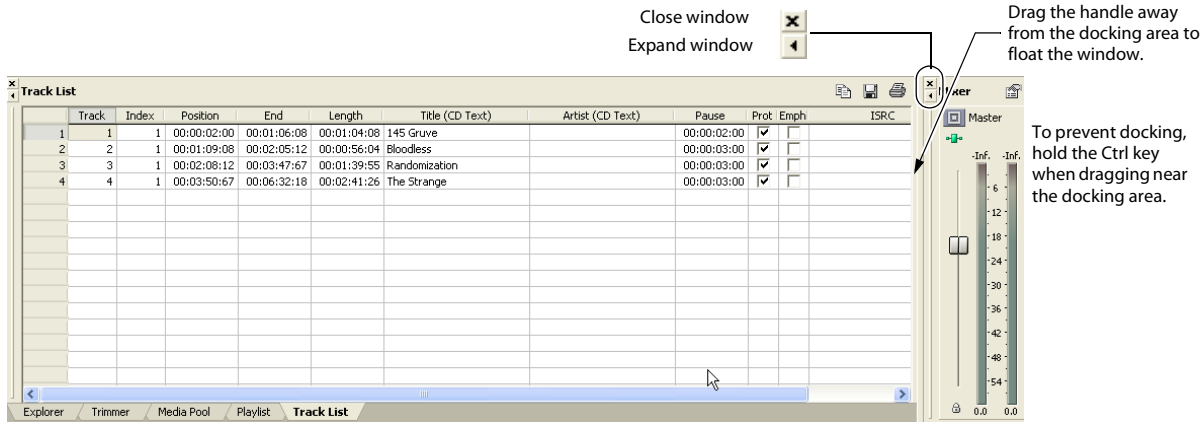 Close window
Expand window
Drag the handle away
from the docking area to
float the window.
To prevent docking,
hold the Ctrl key
when dragging near
the docking area.
Track List
Track Index Position End Length Title (CD Text) Artist (CD Text) Pause Prot Emph ISRC
1 1 1 00:00:02:00 00:01:06:08 00:01:04:08 145 Gruve 00:00:02:00
2 2 1 00:01:09:08 00:02:05:12 00:00:56:04 Bloodless 00:00:03:00
3 3 1 00:02:08:12 00:03:47:67 00:01:39:55 Randomization 00:00:03:00
4 4 1 00:03:50:67 00:06:32:18 00:02:41:26 The Strange 00:00:03:00
Explorer Trimmer Media Pool Playlist Track List
Mixer
Master
-Inf. -Inf.
- 6 -
-12 -
-18 -
-24 -
-30 -
-36 -
-42 -
-48 -
-54 -
0.0 0.0